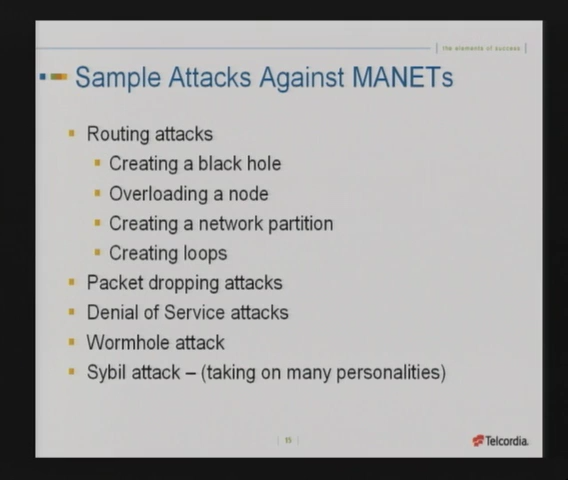 the elements of success
Sample Attacks Against MANETs
Routing attacks
Creating a black hole
Overloading a node
Creating a network partition
Creating loops
Packet dropping attacks
Denial of Service attacks
Wormhole attack
Sybil attack – (taking on many personalities)
15
Telcordia.